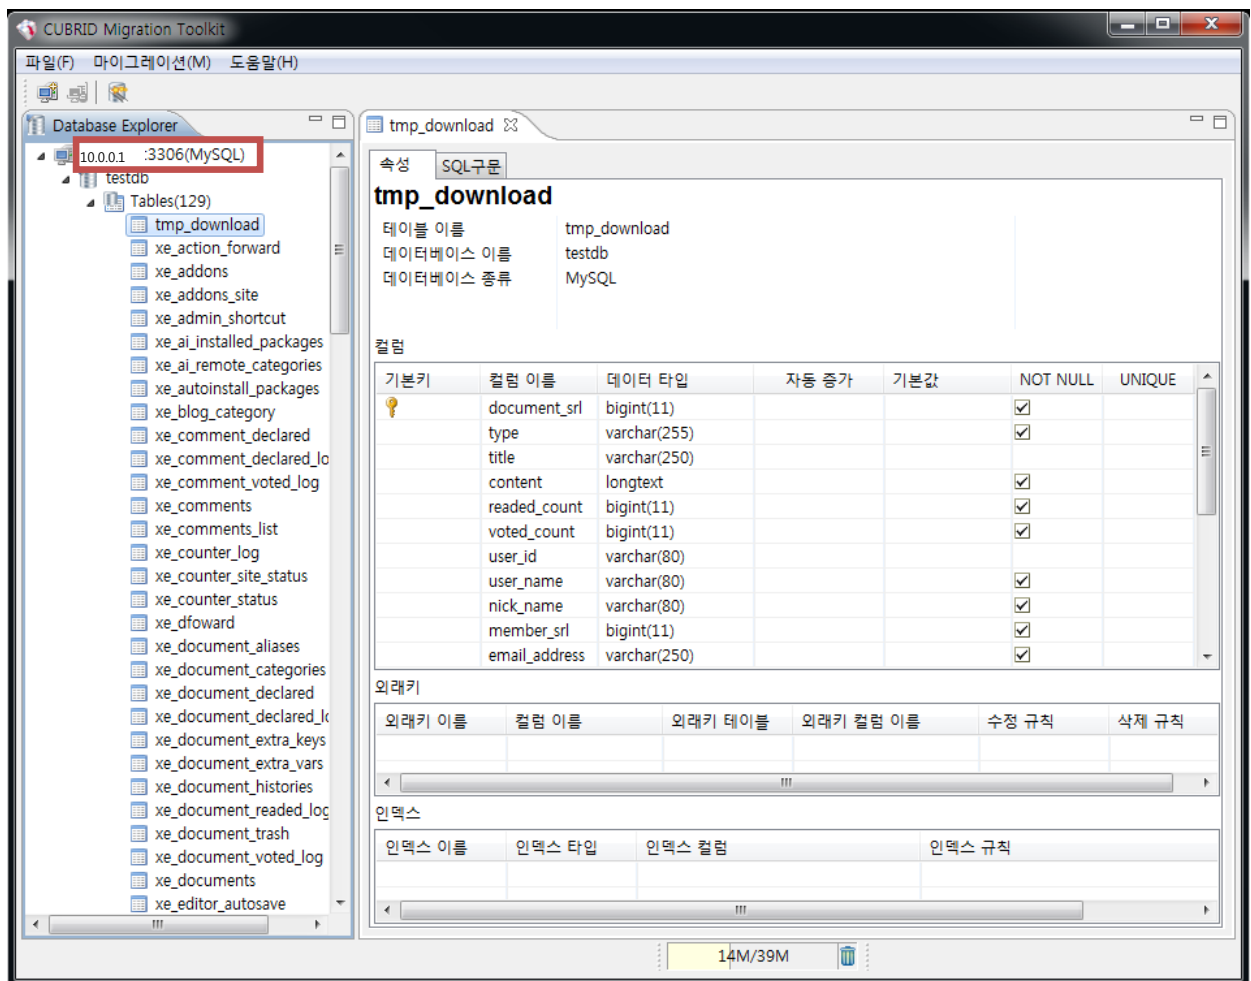 CUBRID Migration Toolkit
파일(F) 마이그레이션(M) 도움말(H)
Database Explorer
10.0.0.1 :3306(MySQL)
testdb
Tables(129)
tmp_download
xe_action_forward
xe_addons
xe_addons_site
xe_admin_shortcut
xe_ai_installed_packages
xe_ai_remote_categories
xe_autoinstall_packages
xe_blog_category
xe_comment_declared
xe_comment_declared_lo
xe_comment_voted_log
xe_comments
xe_comments_list
xe_counter_log
xe_counter_site_status
xe_counter_status
xe_dfoward
xe_document_aliases
xe_document_categories
xe_document_declared
xe_document_declared_lo
xe_document_extra_keys
xe_document_extra_vars
xe_document_histories
xe_document_readed_log
xe_document_trash
xe_document_voted_log
xe_documents
xe_editor_autosave
tmp_download
속성 SQL구문
tmp_download
테이블 이름 tmp_download
데이터베이스 이름 testdb
데이터베이스 종류 MySQL
컬럼
기본키 컬럼 이름 데이터 타입 자동 증가 기본값 NOT NULL UNIQUE
document_srl bigint(11)
type varchar(255)
title varchar(250)
content longtext
readed_count bigint(11)
voted_count bigint(11)
user_id varchar(80)
user_name varchar(80)
nick_name varchar(80)
member_srl bigint(11)
email_address varchar(250)
외래키
외래키 이름 컬럼 이름 외래키 테이블 외래키 컬럼 이름 수정 규칙 삭제 규칙
인덱스
인덱스 이름 인덱스 타입 인덱스 컬럼 인덱스 규칙
14M/39M